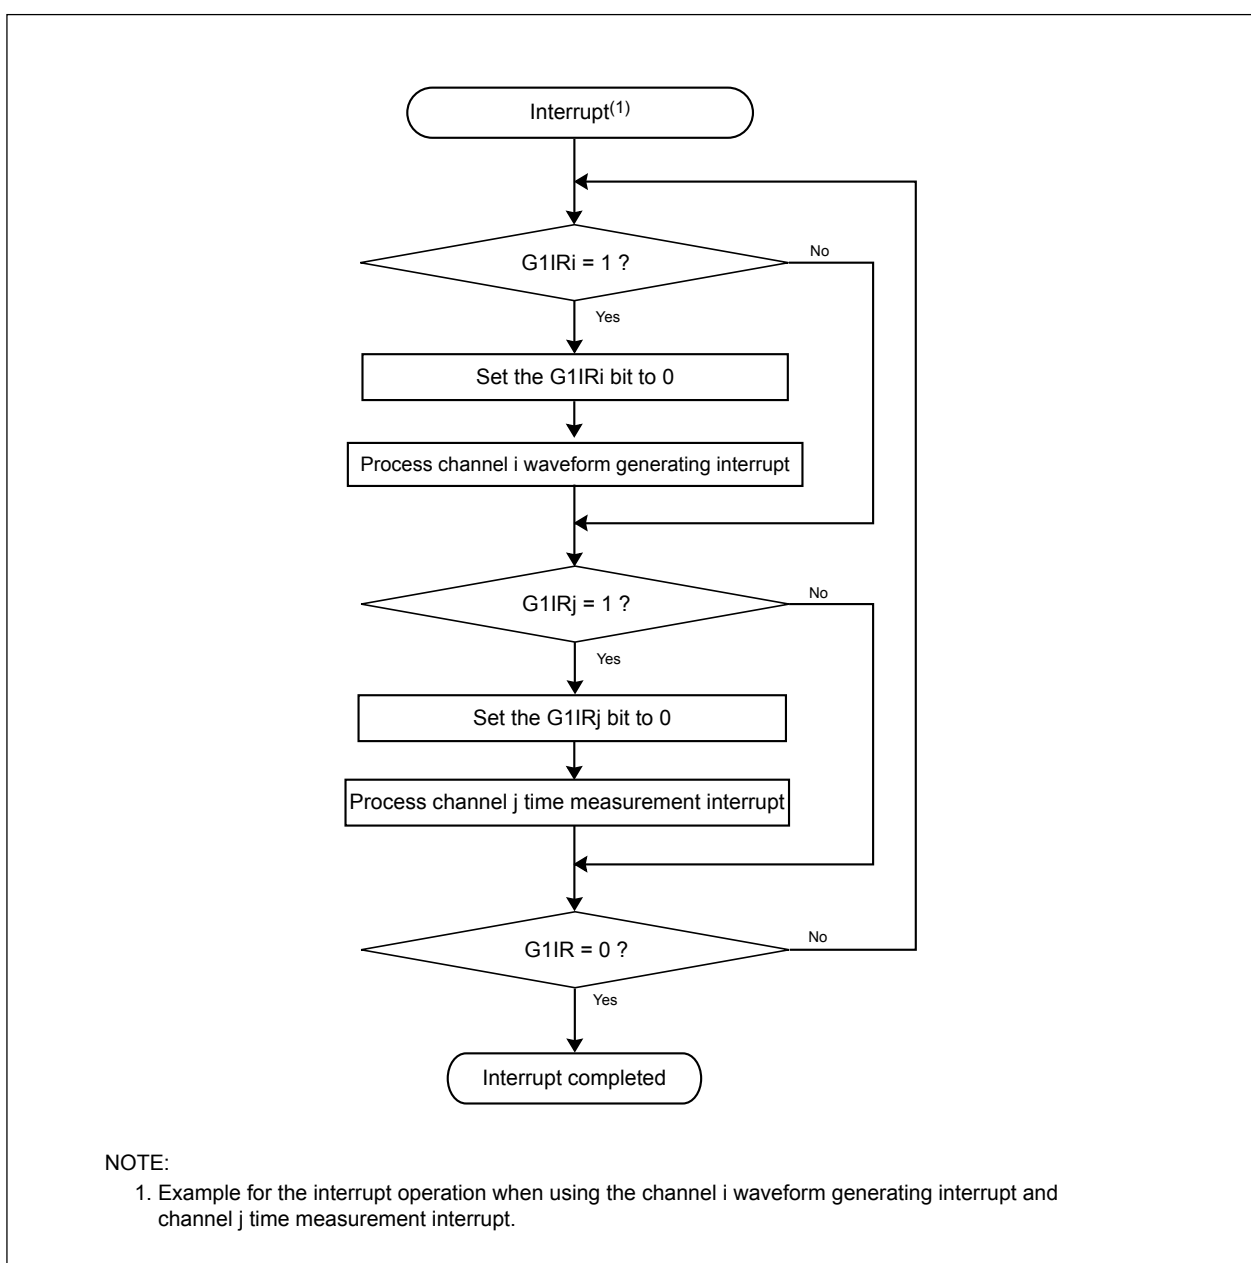 Interrupt(1)
G1IRi = 1 ?
No
Yes
Set the G1IRi bit to 0
Process channel i waveform generating interrupt
G1IRj = 1 ?
No
Yes
Set the G1IRj bit to 0
Process channel j time measurement interrupt
G1IR = 0 ?
No
Yes
Interrupt completed
NOTE:
1. Example for the interrupt operation when using the channel i waveform generating interrupt and
channel j time measurement interrupt.